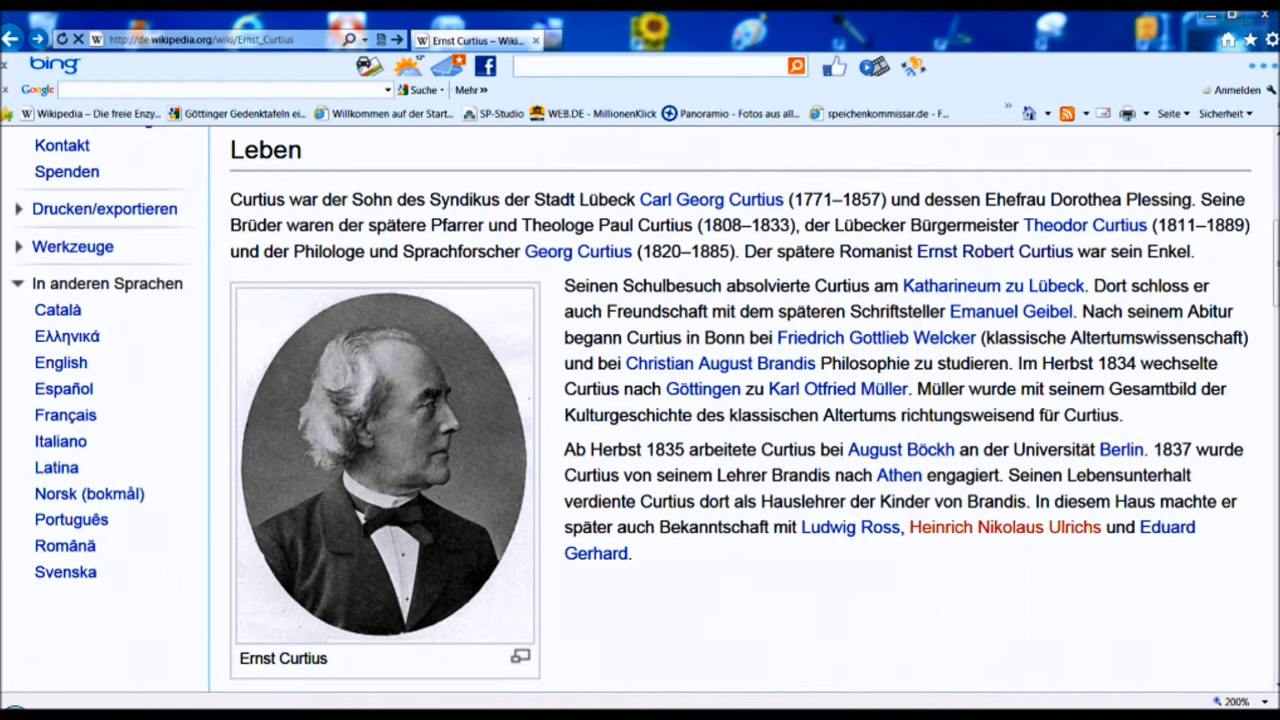 http://de.wikipedia.org/wiki/Ernst_Curtius
W Ernst Curtius – Wiki...
bing
12°
Google
Suche
Mehr »
Anmelden
W Wikipedia – Die freie Enzy...
Göttinger Gedenktafeln ei...
Willkommen auf der Start...
SP-Studio
WEB.DE - MillionenKlick
Panoramio - Fotos aus all...
speichenkommissar.de - F...
Seite
Sicherheit
Kontakt
Spenden
Drucken/exportieren
Werkzeuge
In anderen Sprachen
Català
Ελληνικά
English
Español
Français
Italiano
Latina
Norsk (bokmål)
Português
Română
Svenska
Leben
Curtius war der Sohn des Syndikus der Stadt Lübeck Carl Georg Curtius (1771–1857) und dessen Ehefrau Dorothea Plessing. Seine
Brüder waren der spätere Pfarrer und Theologe Paul Curtius (1808–1833), der Lübecker Bürgermeister Theodor Curtius (1811–1889)
und der Philologe und Sprachforscher Georg Curtius (1820–1885). Der spätere Romanist Ernst Robert Curtius war sein Enkel.
Seinen Schulbesuch absolvierte Curtius am Katharineum zu Lübeck. Dort schloss er
auch Freundschaft mit dem späteren Schriftsteller Emanuel Geibel. Nach seinem Abitur
begann Curtius in Bonn bei Friedrich Gottlieb Welcker (klassische Altertumswissenschaft)
und bei Christian August Brandis Philosophie zu studieren. Im Herbst 1834 wechselte
Curtius nach Göttingen zu Karl Otfried Müller. Müller wurde mit seinem Gesamtbild der
Kulturgeschichte des klassischen Altertums richtungsweisend für Curtius.
Ab Herbst 1835 arbeitete Curtius bei August Böckh an der Universität Berlin. 1837 wurde
Curtius von seinem Lehrer Brandis nach Athen engagiert. Seinen Lebensunterhalt
verdiente Curtius dort als Hauslehrer der Kinder von Brandis. In diesem Haus machte er
später auch Bekanntschaft mit Ludwig Ross, Heinrich Nikolaus Ulrichs und Eduard
Gerhard.
Ernst Curtius
200%